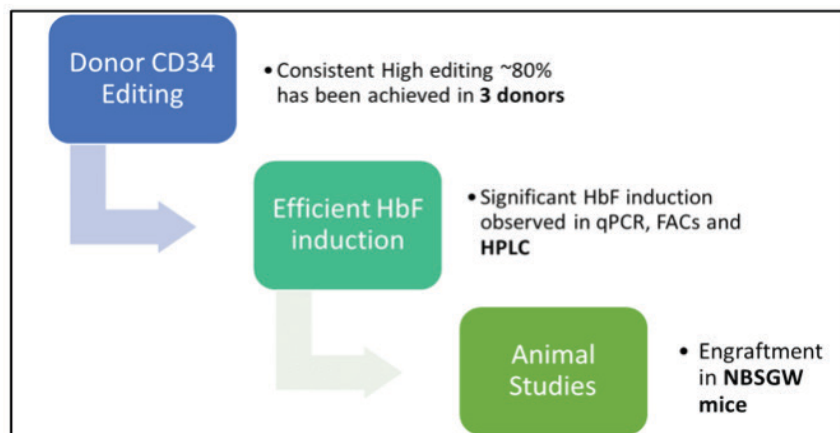 Donor CD34
Editing
• Consistent High editing ~80%
has been achieved in 3 donors
Efficient HbF
induction
• Significant HbF induction
observed in qPCR, FACs and
HPLC
Animal
Studies
• Engraftment
in NBSGW
mice